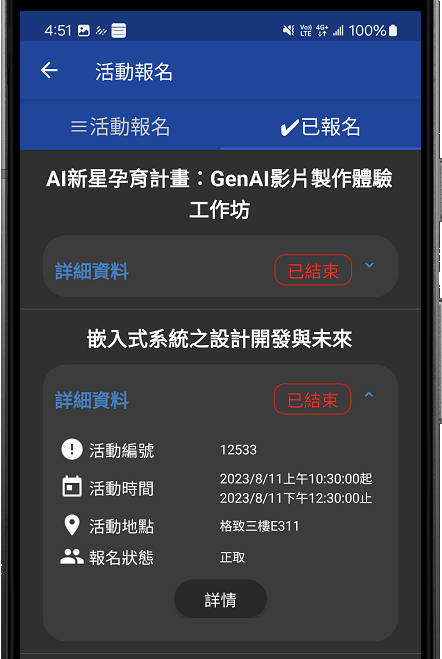 4:51 Vo)) LTE 4G+ 100%
活動報名
活動報名 已報名
AI新星孕育計畫：GenAI影片製作體驗
工作坊
詳細資料 已結束
嵌入式系統之設計開發與未來
詳細資料 已結束
活動編號 12533
活動時間 2023/8/11上午10:30:00起
2023/8/11下午12:30:00止
活動地點 格致三樓E311
報名狀態 正取
詳情